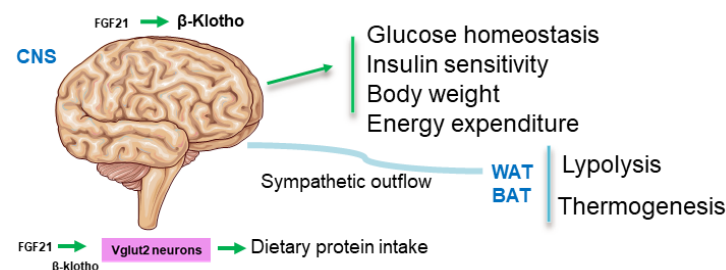 FGF21 β-Klotho
CNS
Glucose homeostasis
Insulin sensitivity
Body weight
Energy expenditure
Sympathetic outflow
WAT
BAT
Lypolysis
Thermogenesis
FGF21 Vglut2 neurons Dietary protein intake
β-klotho